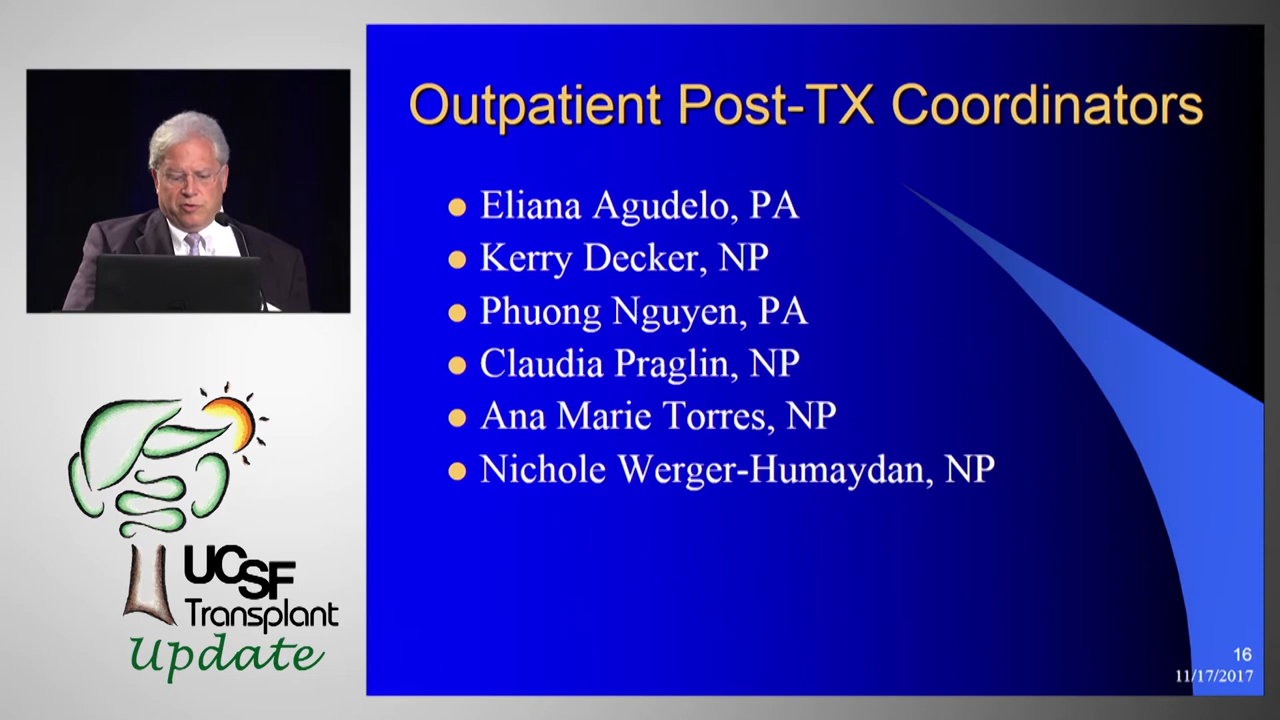 Outpatient Post-TX Coordinators
Eliana Agudelo, PA
Kerry Decker, NP
Phuong Nguyen, PA
Claudia Praglin, NP
Ana Marie Torres, NP
Nichole Werger-Humaydan, NP
16
11/17/2017
UCSF
Transplant
Update